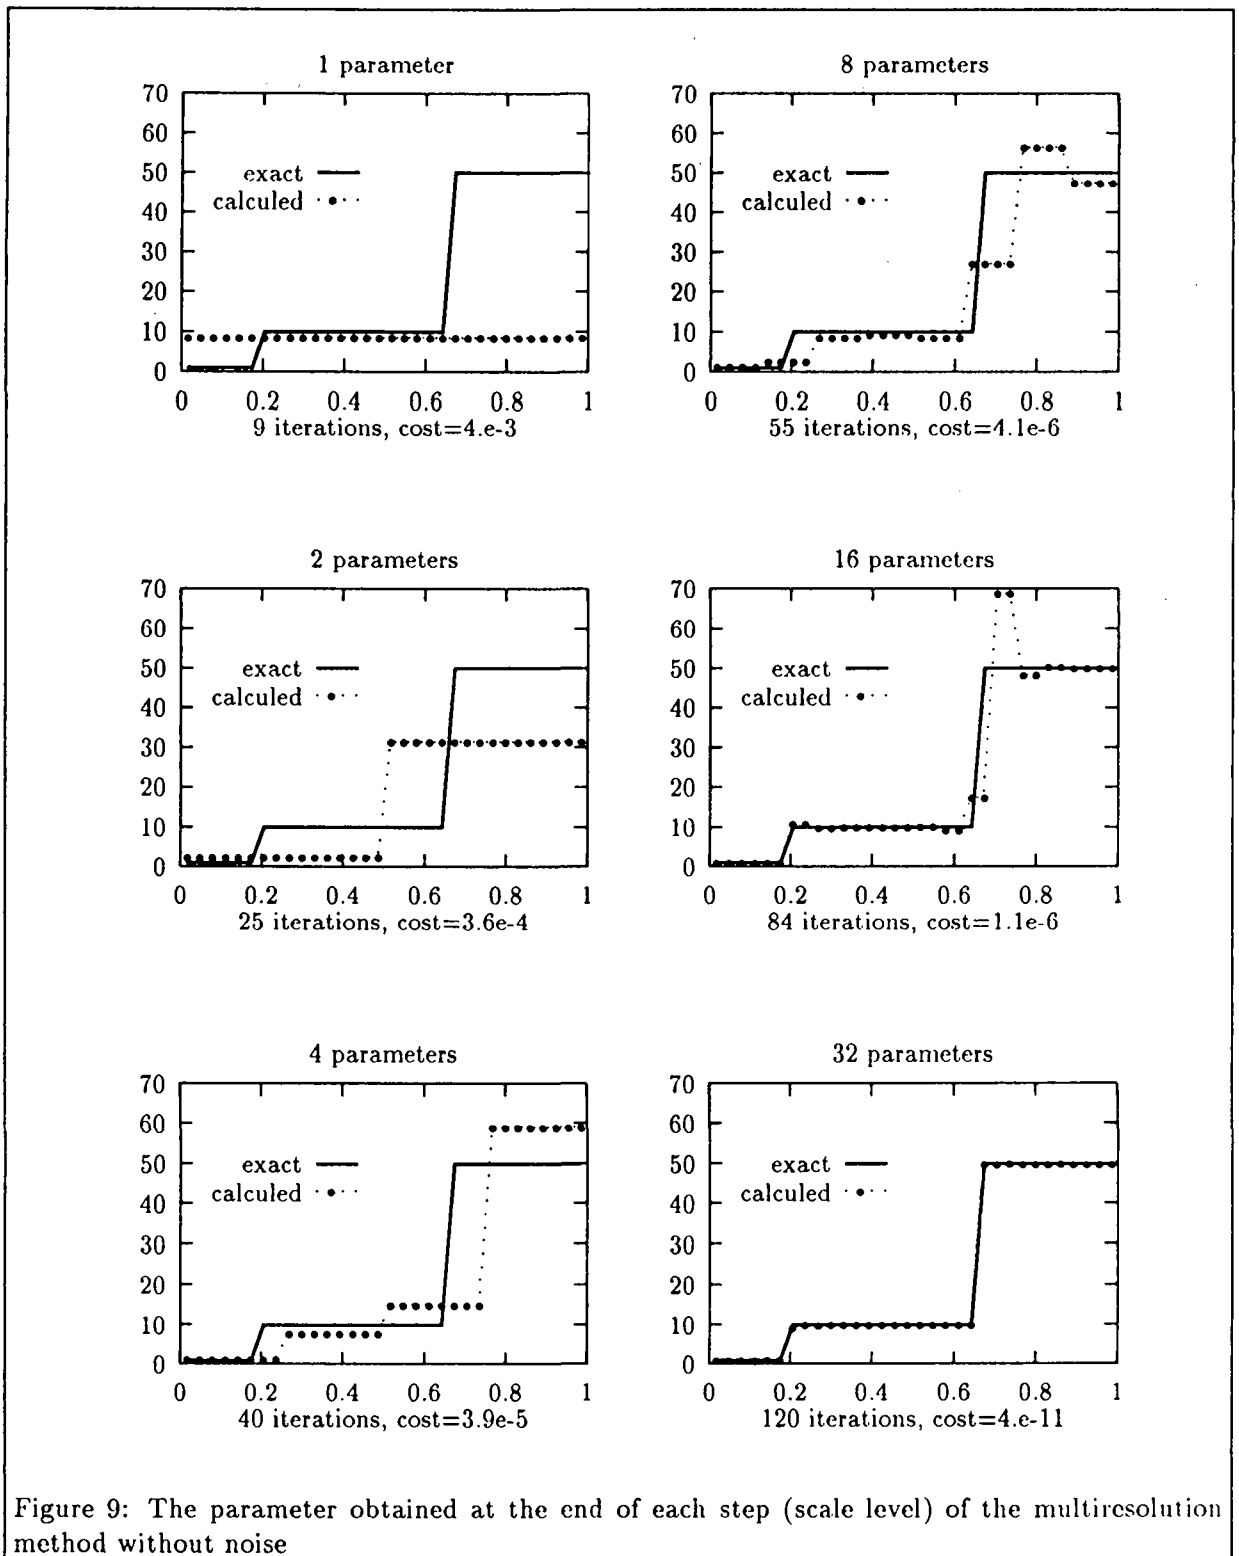 1 parameter
70
60
50
40
30
20
10
0
exact
calculed
0 0.2 0.4 0.6 0.8 1
9 iterations, cost=4.e-3
8 parameters
70
60
50
40
30
20
10
0
exact
calculed
0 0.2 0.4 0.6 0.8 1
55 iterations, cost=4.1e-6
2 parameters
70
60
50
40
30
20
10
0
exact
calculed
0 0.2 0.4 0.6 0.8 1
25 iterations, cost=3.6e-4
16 parameters
70
60
50
40
30
20
10
0
exact
calculed
0 0.2 0.4 0.6 0.8 1
84 iterations, cost=1.1e-6
4 parameters
70
60
50
40
30
20
10
0
exact
calculed
0 0.2 0.4 0.6 0.8 1
40 iterations, cost=3.9e-5
32 parameters
70
60
50
40
30
20
10
0
exact
calculed
0 0.2 0.4 0.6 0.8 1
120 iterations, cost=4.e-11
Figure 9: The parameter obtained at the end of each step (scale level) of the multiresolution
method without noise